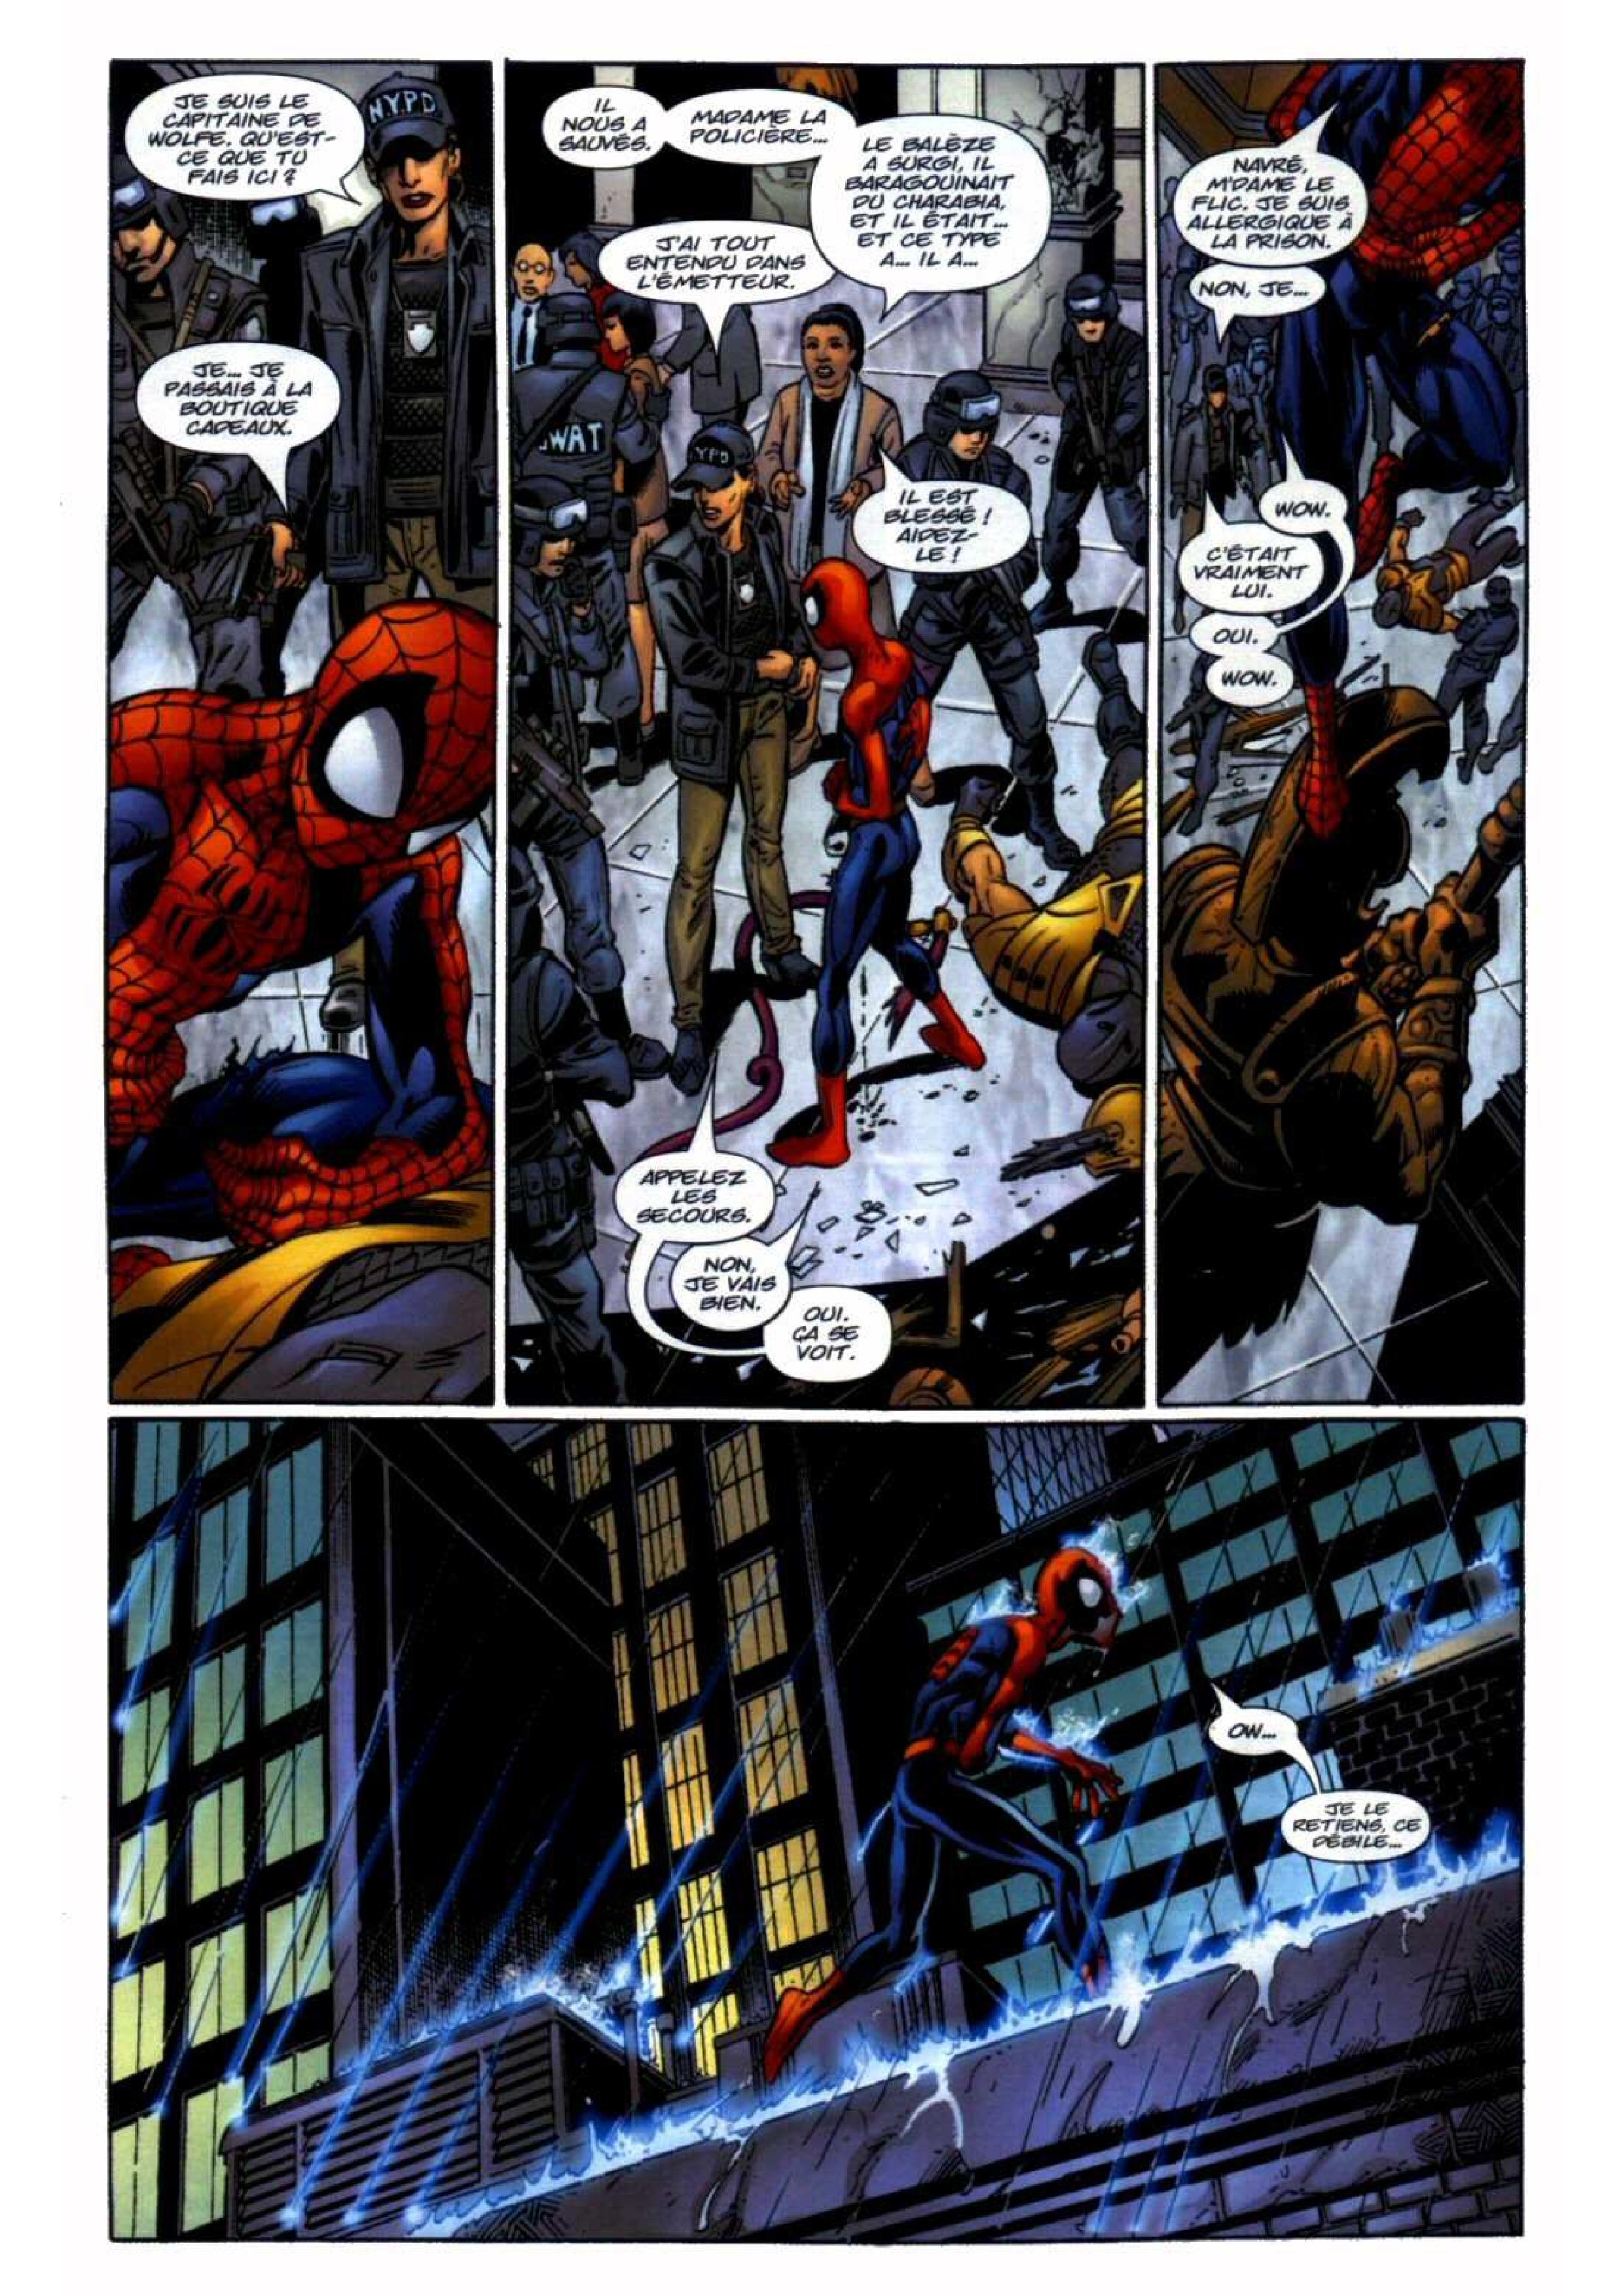 JE SUIS LE
CAPITAINE DE
WOLFE. QU'EST-
CE QUE TU
FAIS ICI ?
N.Y.P.D.
JE... JE
PASSAIS À LA
BOUTIQUE
CADEAUX.
IL
NOUS A
SAUVÉS.
MADAME LA
POLICIÈRE...
LE BALÈZE
A SURGI, IL
BARAGOUINAIT
DU CHARABIA,
ET IL ÉTAIT...
ET CE TYPE
A... IL A...
J'AI TOUT
ENTENDU DANS
L'ÉMETTEUR.
SWAT
YPD
IL EST
BLESSÉ !
AIDEZ-
LE !
APPELEZ
LES
SECOURS.
NON,
JE VAIS
BIEN.
OUI.
ÇA SE
VOIT.
NAVRÉ,
M'DAME LE
FLIC. JE SUIS
ALLERGIQUE À
LA PRISON.
NON, JE...
WOW.
C'ÉTAIT
VRAIMENT
LUI.
OUI.
WOW.
OW...
JE LE
RETIENS, CE
DÉBILE...